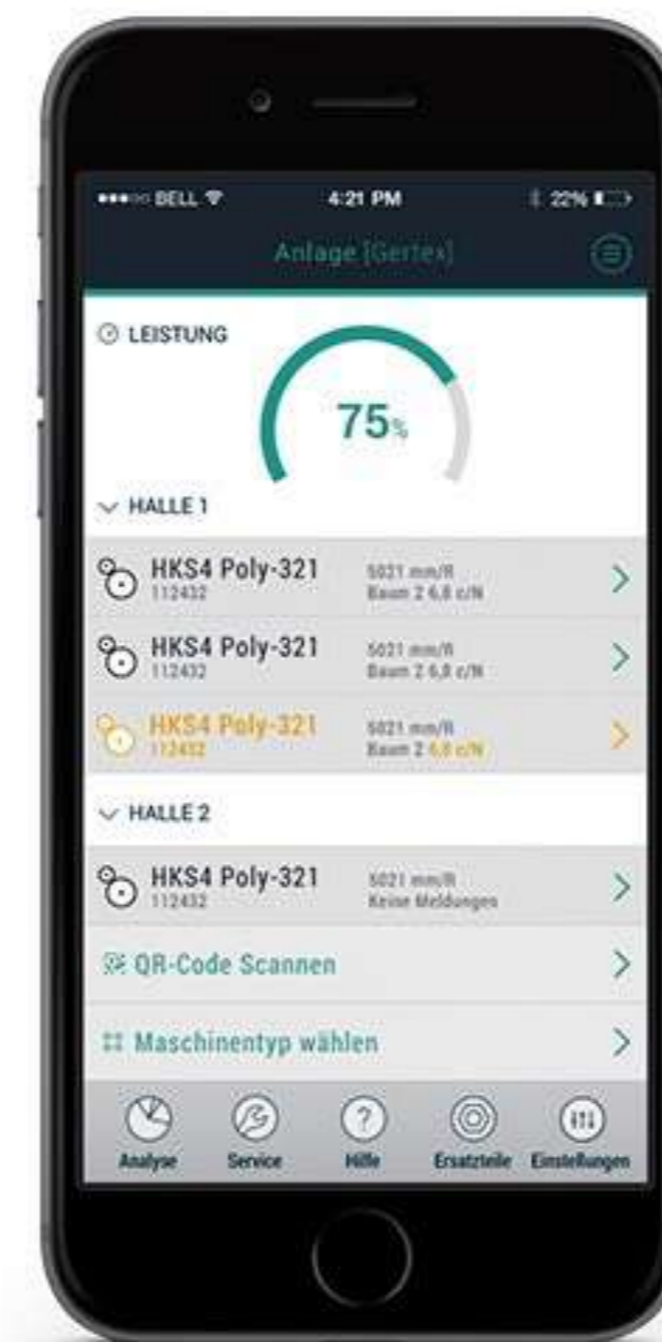 BELL 4:21 PM 22%
Anlage [Gertex]
LEISTUNG
75%
HALLE 1
HKS4 Poly-321
112432
5021 mm/R
Baum 2 6,8 c/N
HKS4 Poly-321
112432
5021 mm/R
Baum 2 6,8 c/N
HKS4 Poly-321
112432
5021 mm/R
Baum 2 6,8 c/N
HALLE 2
HKS4 Poly-321
112432
5021 mm/R
Keine Meldungen
QR-Code Scannen
Maschinentyp wählen
Analyse Service Hilfe Ersatzteile Einstellungen